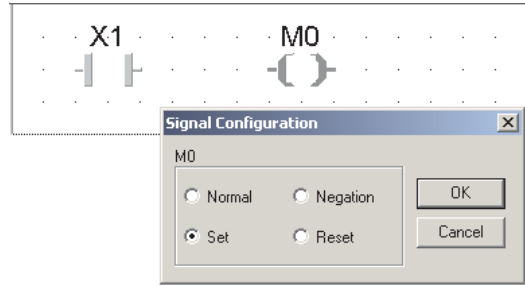 X1 M0
Signal Configuration
M0
Normal Negation
Set Reset
OK
Cancel